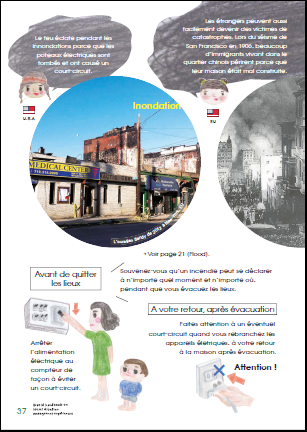 Le feu éclate pendant les
innondations parce que les
poteaux électriques sont
tombés et ont causé un
court-circuit.
U.S.A
Les étrangers peuvent aussi
facilement devenir des victimes de
catastrophes. Lors du séisme de
San Francisco en 1906, beaucoup
d'immigrants vivant dans le
quartier chinois périrent parce que
leur maison était mal construite.
Inondation
MEDICAL CENTER
• Voir page 21 (Flood).
Avant de quitter
les lieux
Souvenez-vous qu'un incendie peut se déclarer
à n'importe quel moment et n'importe où,
pendant que vous évacuez les lieux.
A votre retour, après évacuation
Faites attention à un éventuel
court-circuit quand vous rebranchez les
appareils életriques, à votre retour
à la maison après évacuation.
Attention !
Arrêter
l'alimentation
électrique au
compteur de
façon à éviter
un court-circuit.
37